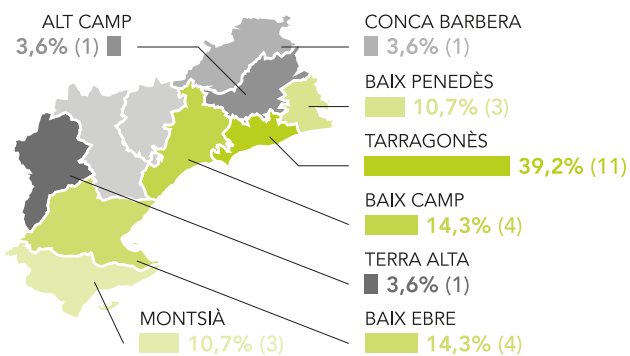 ALT CAMP
3,6% (1)
CONCA BARBERA
3,6% (1)
BAIX PENEDÈS
10,7% (3)
TARRAGONÈS
39,2% (11)
BAIX CAMP
14,3% (4)
TERRA ALTA
3,6% (1)
MONTSIÀ
10,7% (3)
BAIX EBRE
14,3% (4)